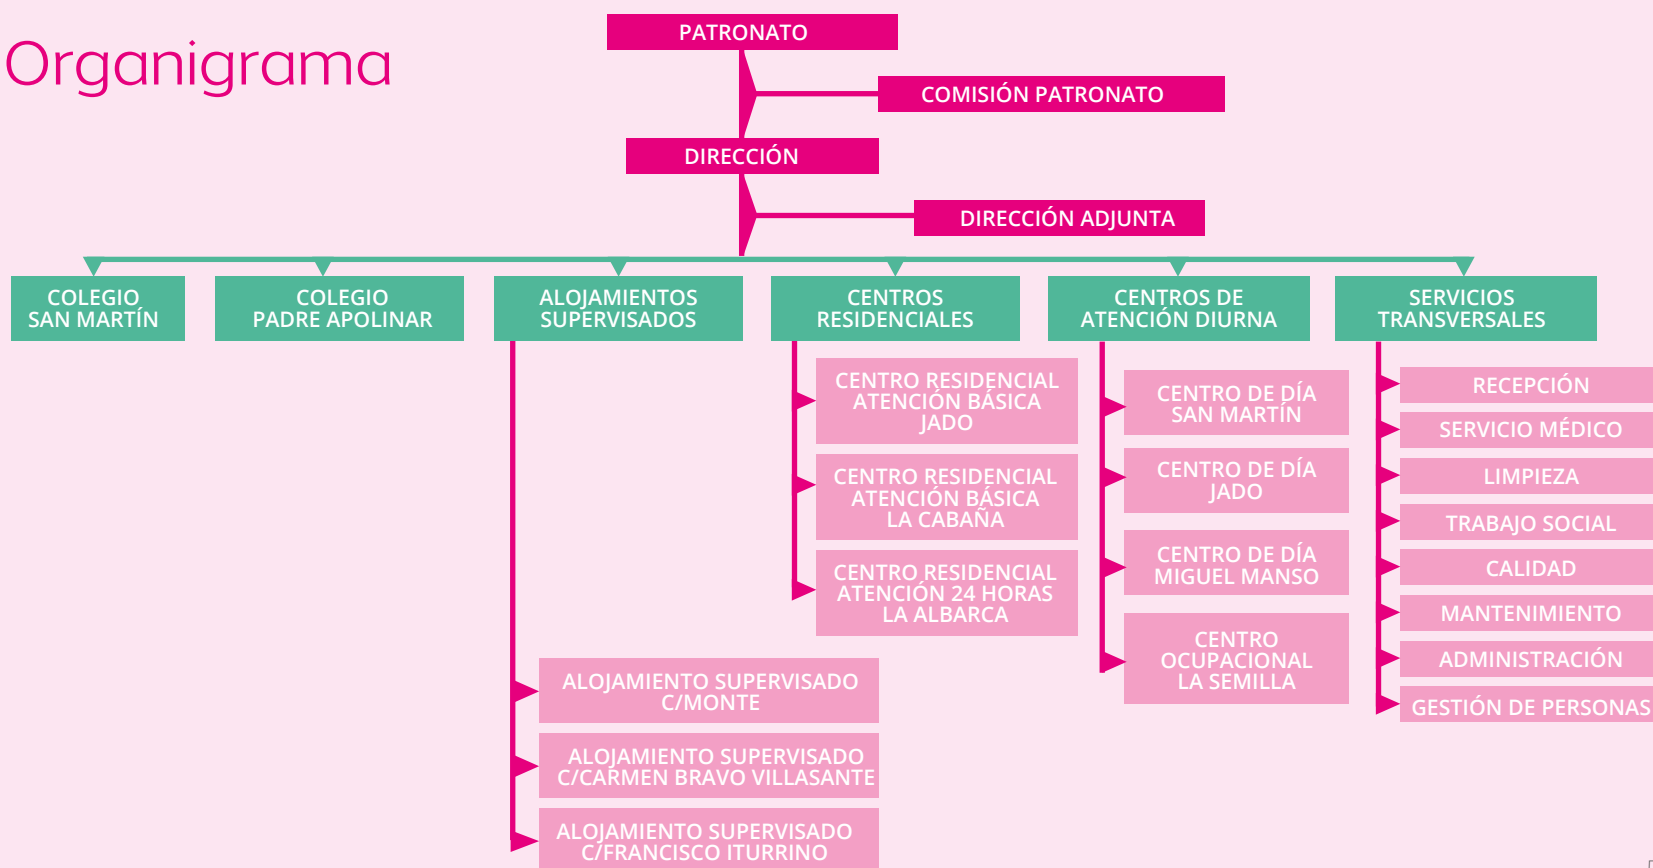 Organigrama
PATRONATO
COMISIÓN PATRONATO
DIRECCIÓN
DIRECCIÓN ADJUNTA
COLEGIO
SAN MARTÍN
COLEGIO
PADRE APOLINAR
ALOJAMIENTOS
SUPERVISADOS
CENTROS
RESIDENCIALES
CENTROS DE
ATENCIÓN DIURNA
SERVICIOS
TRANSVERSALES
ALOJAMIENTO SUPERVISADO
C/MONTE
ALOJAMIENTO SUPERVISADO
C/CARMEN BRAVO VILLASANTE
ALOJAMIENTO SUPERVISADO
C/FRANCISCO ITURRINO
CENTRO RESIDENCIAL
ATENCIÓN BÁSICA
JADO
CENTRO RESIDENCIAL
ATENCIÓN BÁSICA
LA CABAÑA
CENTRO RESIDENCIAL
ATENCIÓN 24 HORAS
LA ALBARCA
CENTRO DE DÍA
SAN MARTÍN
CENTRO DE DÍA
JADO
CENTRO DE DÍA
MIGUEL MANSO
CENTRO
OCUPACIONAL
LA SEMILLA
RECEPCIÓN
SERVICIO MÉDICO
LIMPIEZA
TRABAJO SOCIAL
CALIDAD
MANTENIMIENTO
ADMINISTRACIÓN
GESTIÓN DE PERSONAS